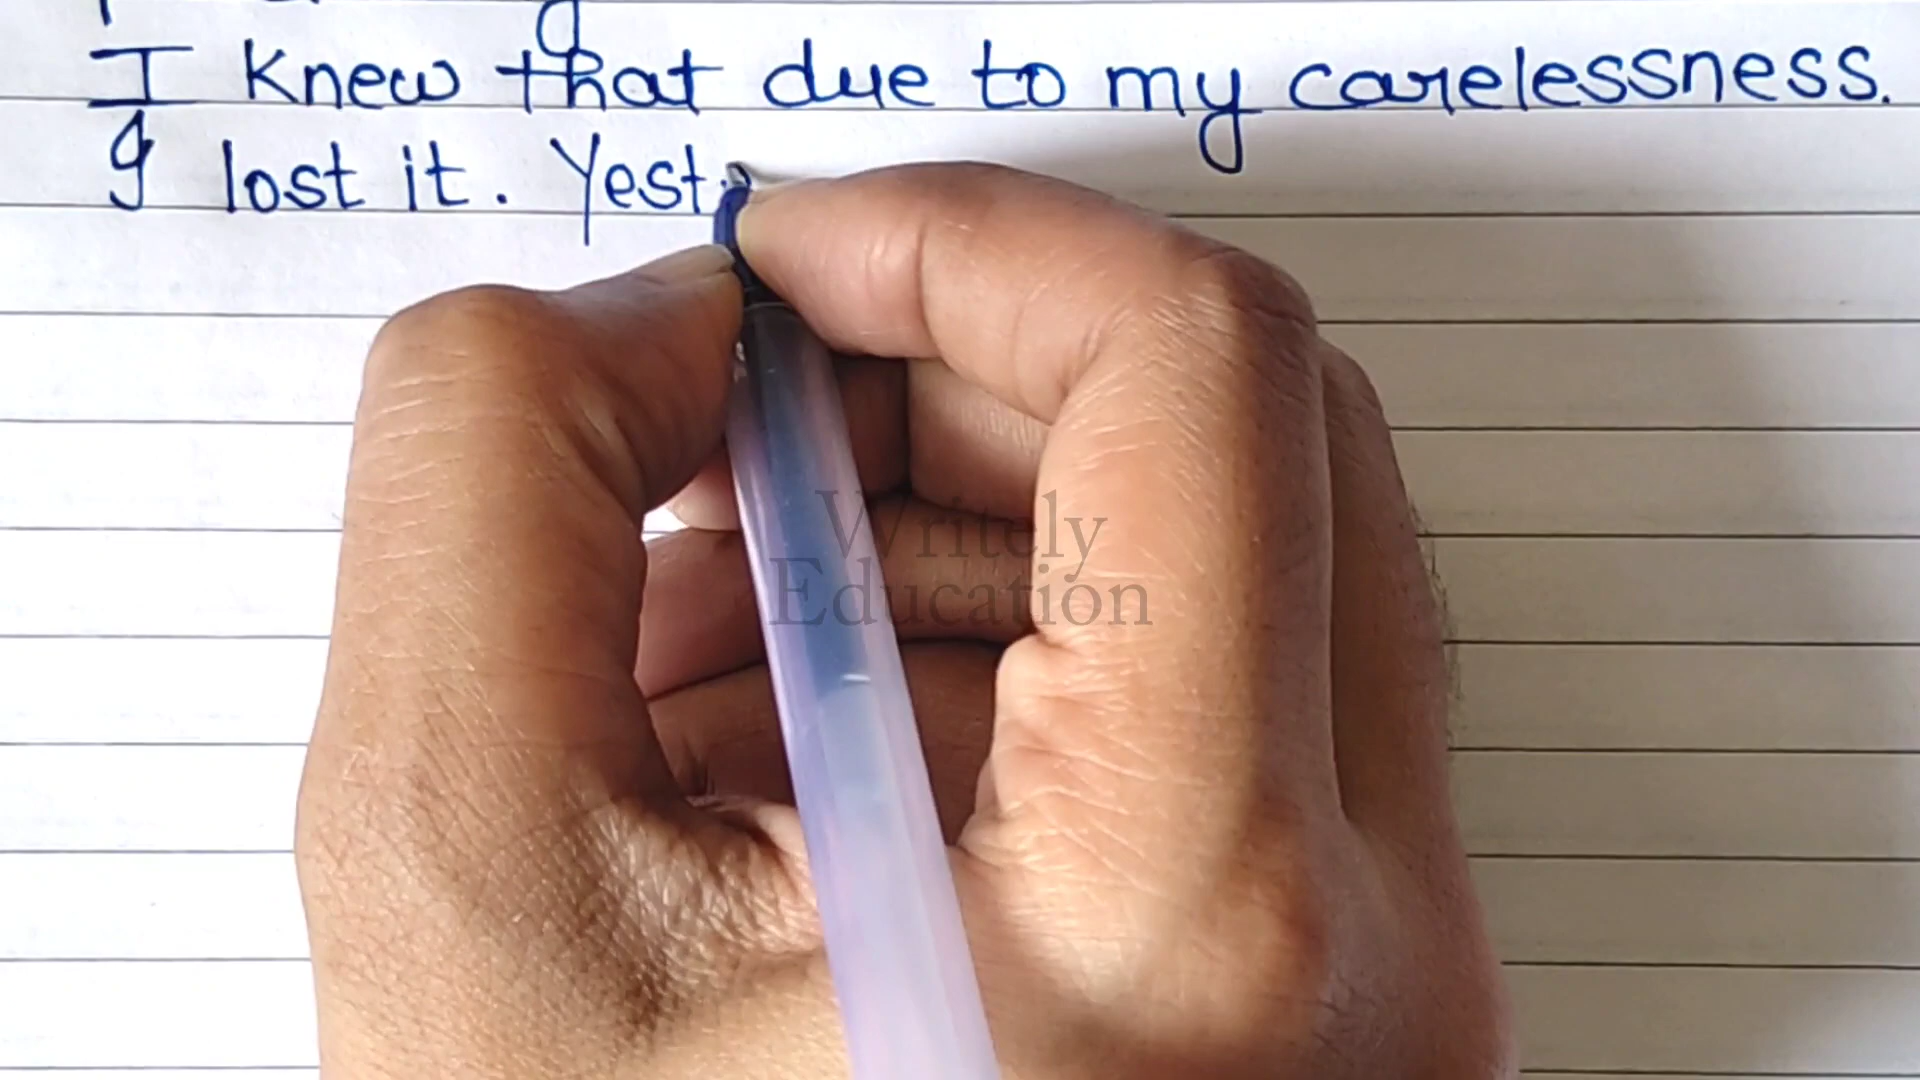 I knew that due to my carelessness.
I lost it. Yest
Writely
Education